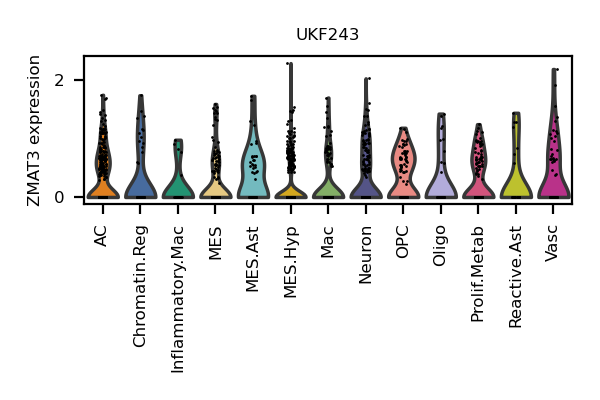 UKF243
ZMAT3 expression
2
0
AC
Chromatin.Reg
Inflammatory.Mac
MES
MES.Ast
MES.Hyp
Mac
Neuron
OPC
Oligo
Prolif.Metab
Reactive.Ast
Vasc